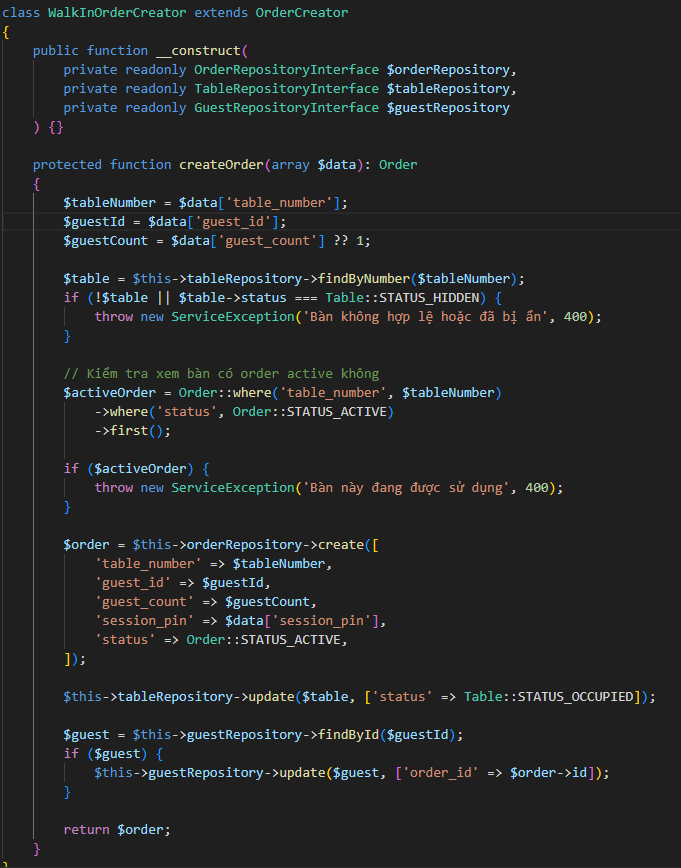 class WalkInOrderCreator extends OrderCreator
{
    public function __construct(
        private readonly OrderRepositoryInterface $orderRepository,
        private readonly TableRepositoryInterface $tableRepository,
        private readonly GuestRepositoryInterface $guestRepository
    ) {}

    protected function createOrder(array $data): Order
    {
        $tableNumber = $data['table_number'];
        $guestId = $data['guest_id'];
        $guestCount = $data['guest_count'] ?? 1;

        $table = $this->tableRepository->findByNumber($tableNumber);
        if (!$table || $table->status === Table::STATUS_HIDDEN) {
            throw new ServiceException('Bàn không hợp lệ hoặc đã bị ẩn', 400);
        }

        // Kiểm tra xem bàn có order active không
        $activeOrder = Order::where('table_number', $tableNumber)
            ->where('status', Order::STATUS_ACTIVE)
            ->first();

        if ($activeOrder) {
            throw new ServiceException('Bàn này đang được sử dụng', 400);
        }

        $order = $this->orderRepository->create([
            'table_number' => $tableNumber,
            'guest_id' => $guestId,
            'guest_count' => $guestCount,
            'session_pin' => $data['session_pin'],
            'status' => Order::STATUS_ACTIVE,
        ]);

        $this->tableRepository->update($table, ['status' => Table::STATUS_OCCUPIED]);

        $guest = $this->guestRepository->findById($guestId);
        if ($guest) {
            $this->guestRepository->update($guest, ['order_id' => $order->id]);
        }

        return $order;
    }
}